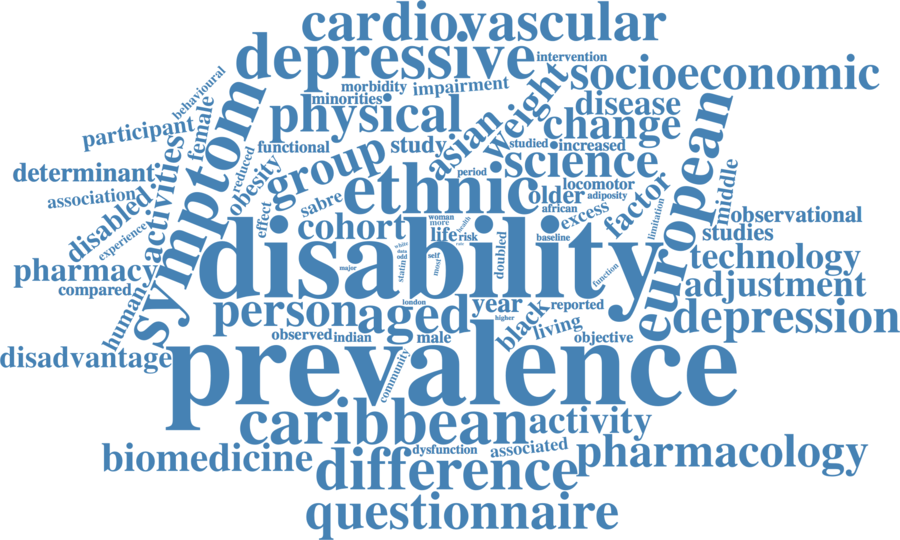 cardiovascular
depressive
intervention
socioeconomic
behavioural
morbidity
impairment
minorities
weight
disease
physical
asian
change
participant
female
symptom
functional
study
studied
increased
european
group
science
determinant
activities
reduced
obesity
period
ethnic
older
locomotor
adiposity
factor
middle
association
disabled
sabre
african
excess
limitation
observational
experience
effect
cohort
woman
more
health
life
risk
studies
disability
white
data
odd
self
doubled
baseline
technology
pharmacy
major
statin
most
function
compared
human
adjustment
person
aged
london
year
reported
higher
black
living
depression
observed
indian
male
objective
disadvantage
prevalence
community
caribbean
activity
biomedicine
dysfunction
associated
pharmacology
difference
questionnaire